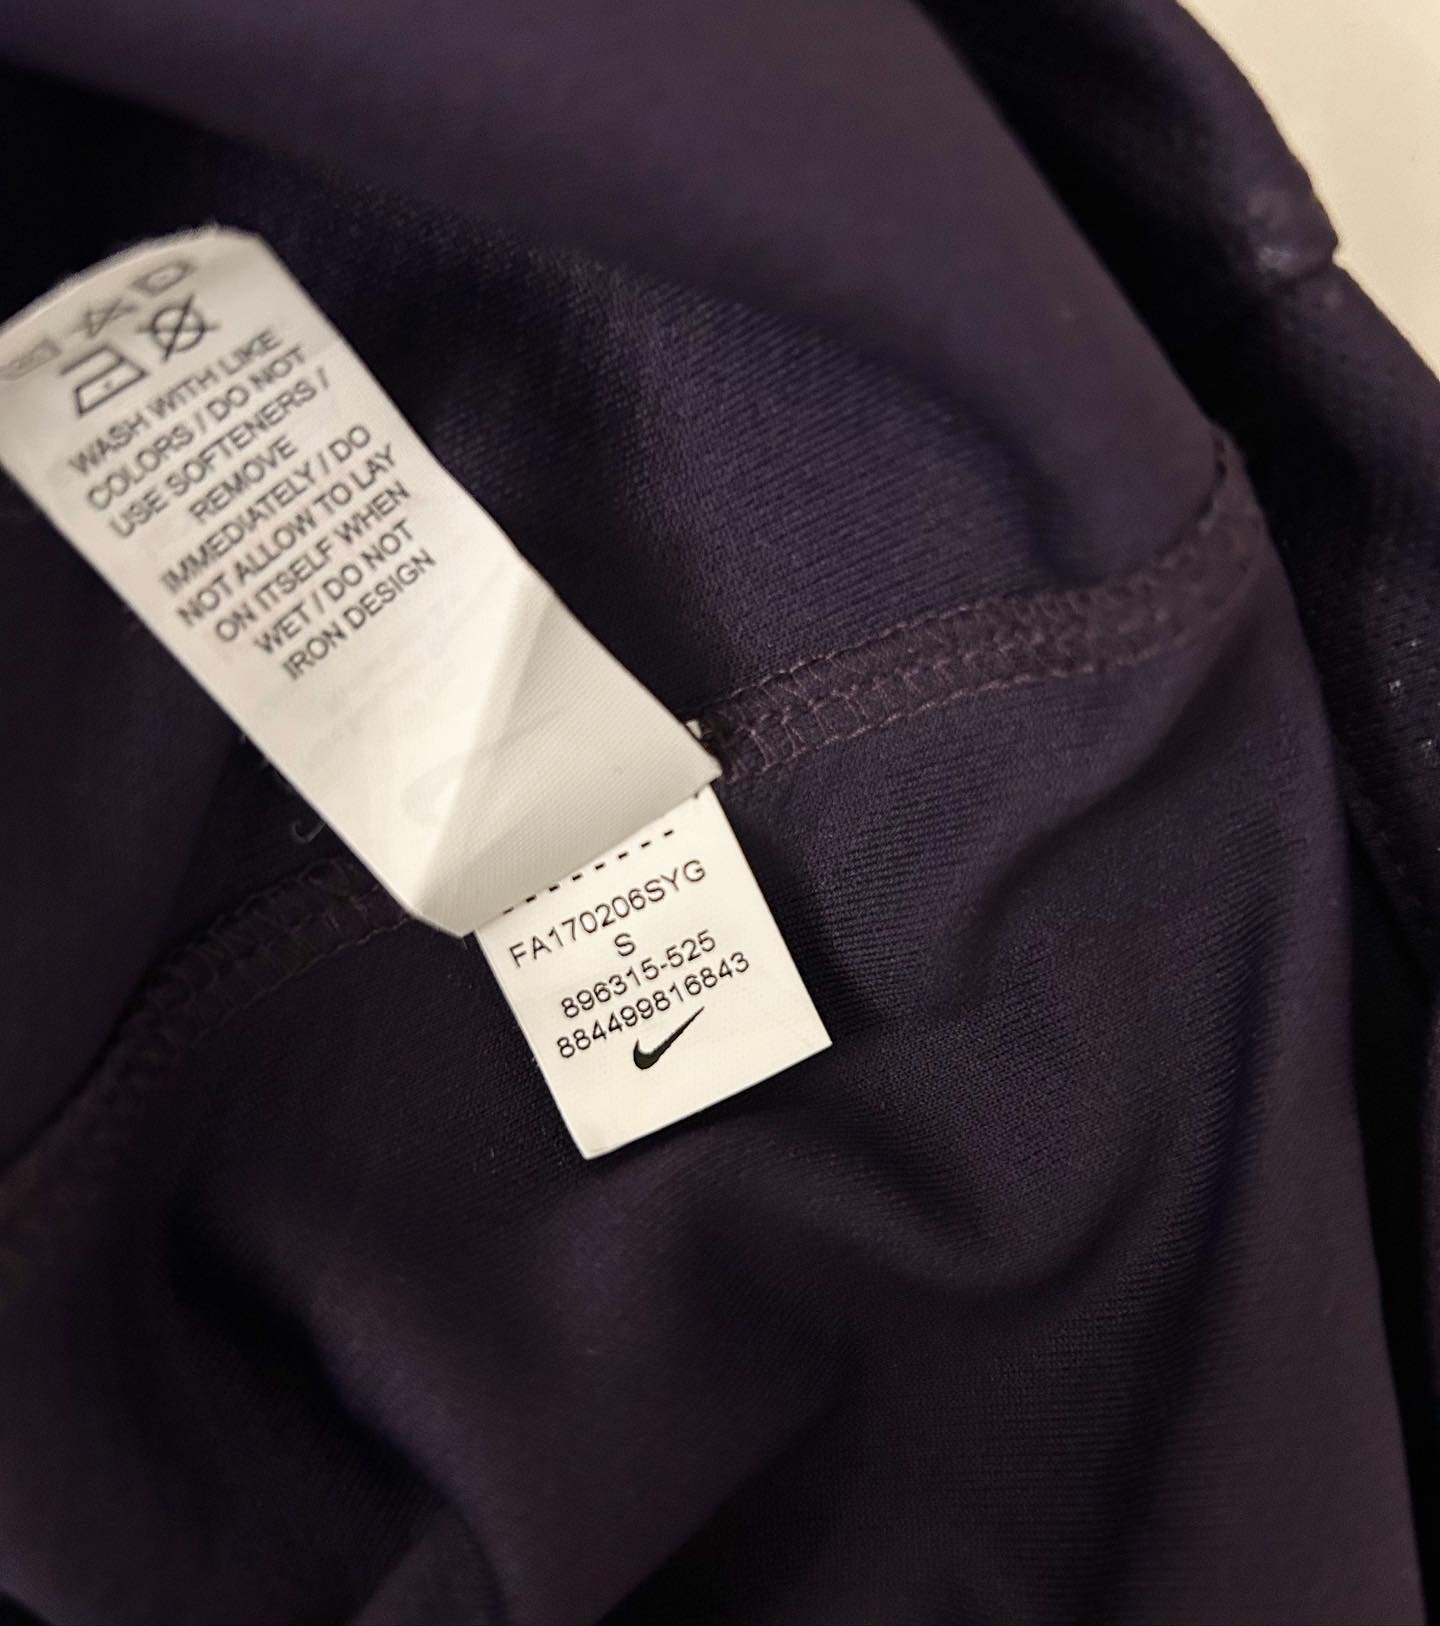 WASH WITH LIKE
COLORS / DO NOT
USE SOFTENERS /
REMOVE
IMMEDIATELY / DO
NOT ALLOW TO LAY
ON ITSELF WHEN
WET / DO NOT
IRON DESIGN
FA170206SYG
S
896315-525
884499816843